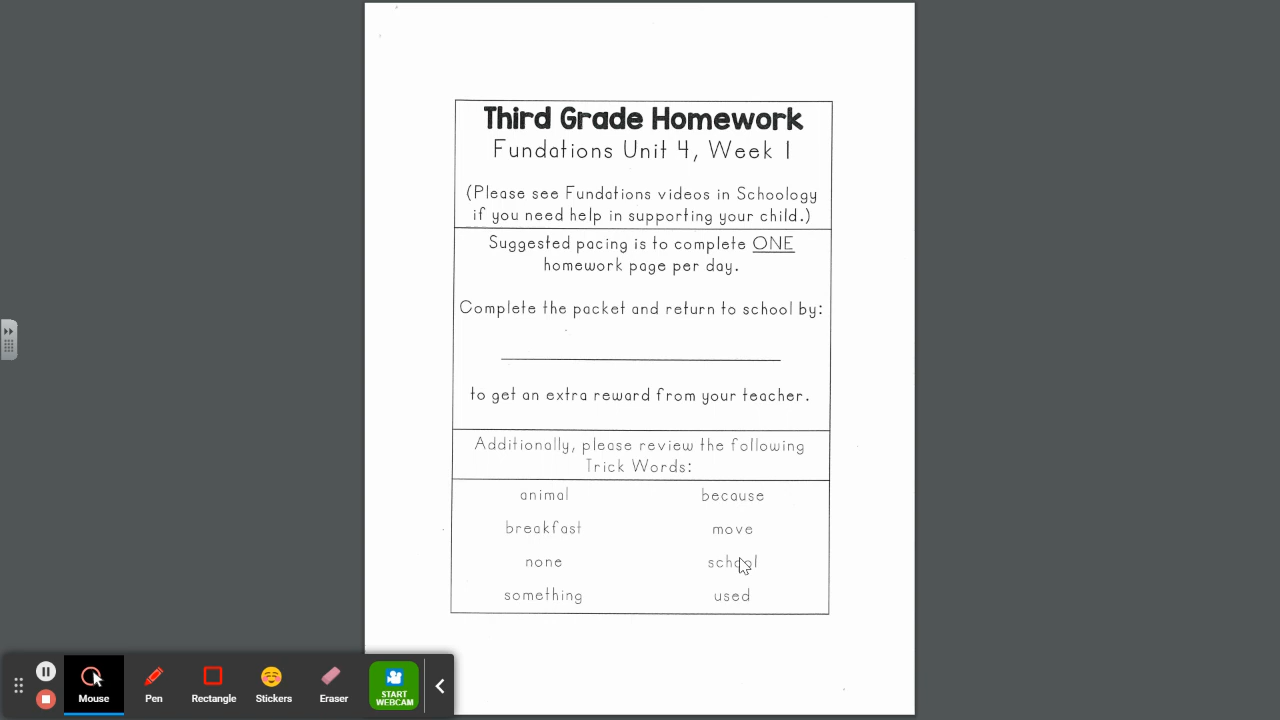 Third Grade Homework
Fundations Unit 4, Week 1
(Please see Fundations videos in Schoology
if you need help in supporting your child.)
Suggested pacing is to complete ONE
homework page per day.
Complete the packet and return to school by:
to get an extra reward from your teacher.
Additionally, please review the following
Trick Words:
animal because
breakfast move
none school
something used
Mouse Pen Rectangle Stickers Eraser START
WEBCAM